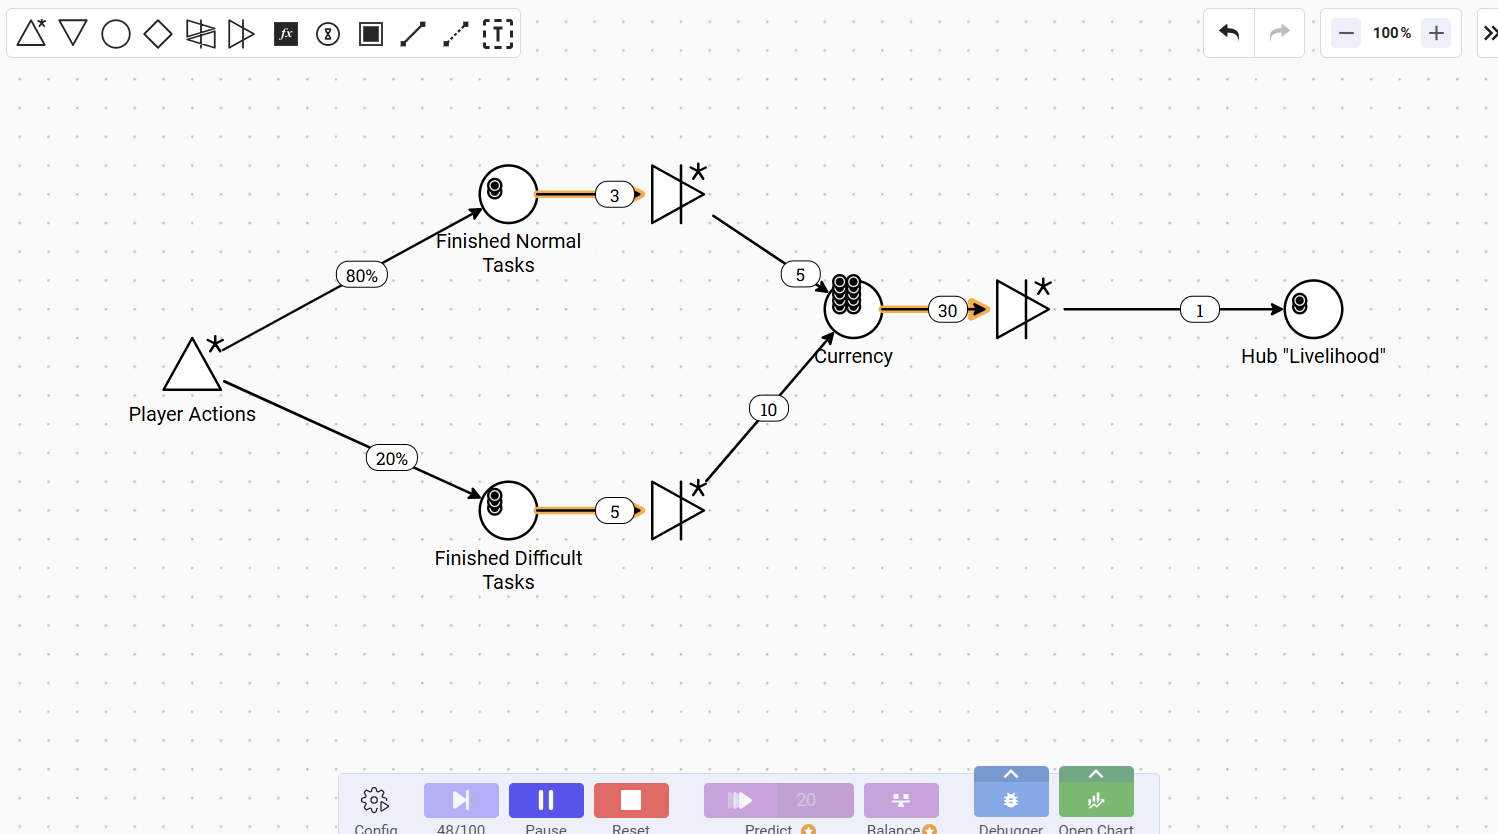 fx
T
100 %
3
Finished Normal
Tasks
80%
5
30
1
Currency
Hub "Livelihood"
Player Actions
10
20%
5
Finished Difficult
Tasks
20
Config
48/100
Pause
Reset
Predict
Balance
Debugger
Open Chart